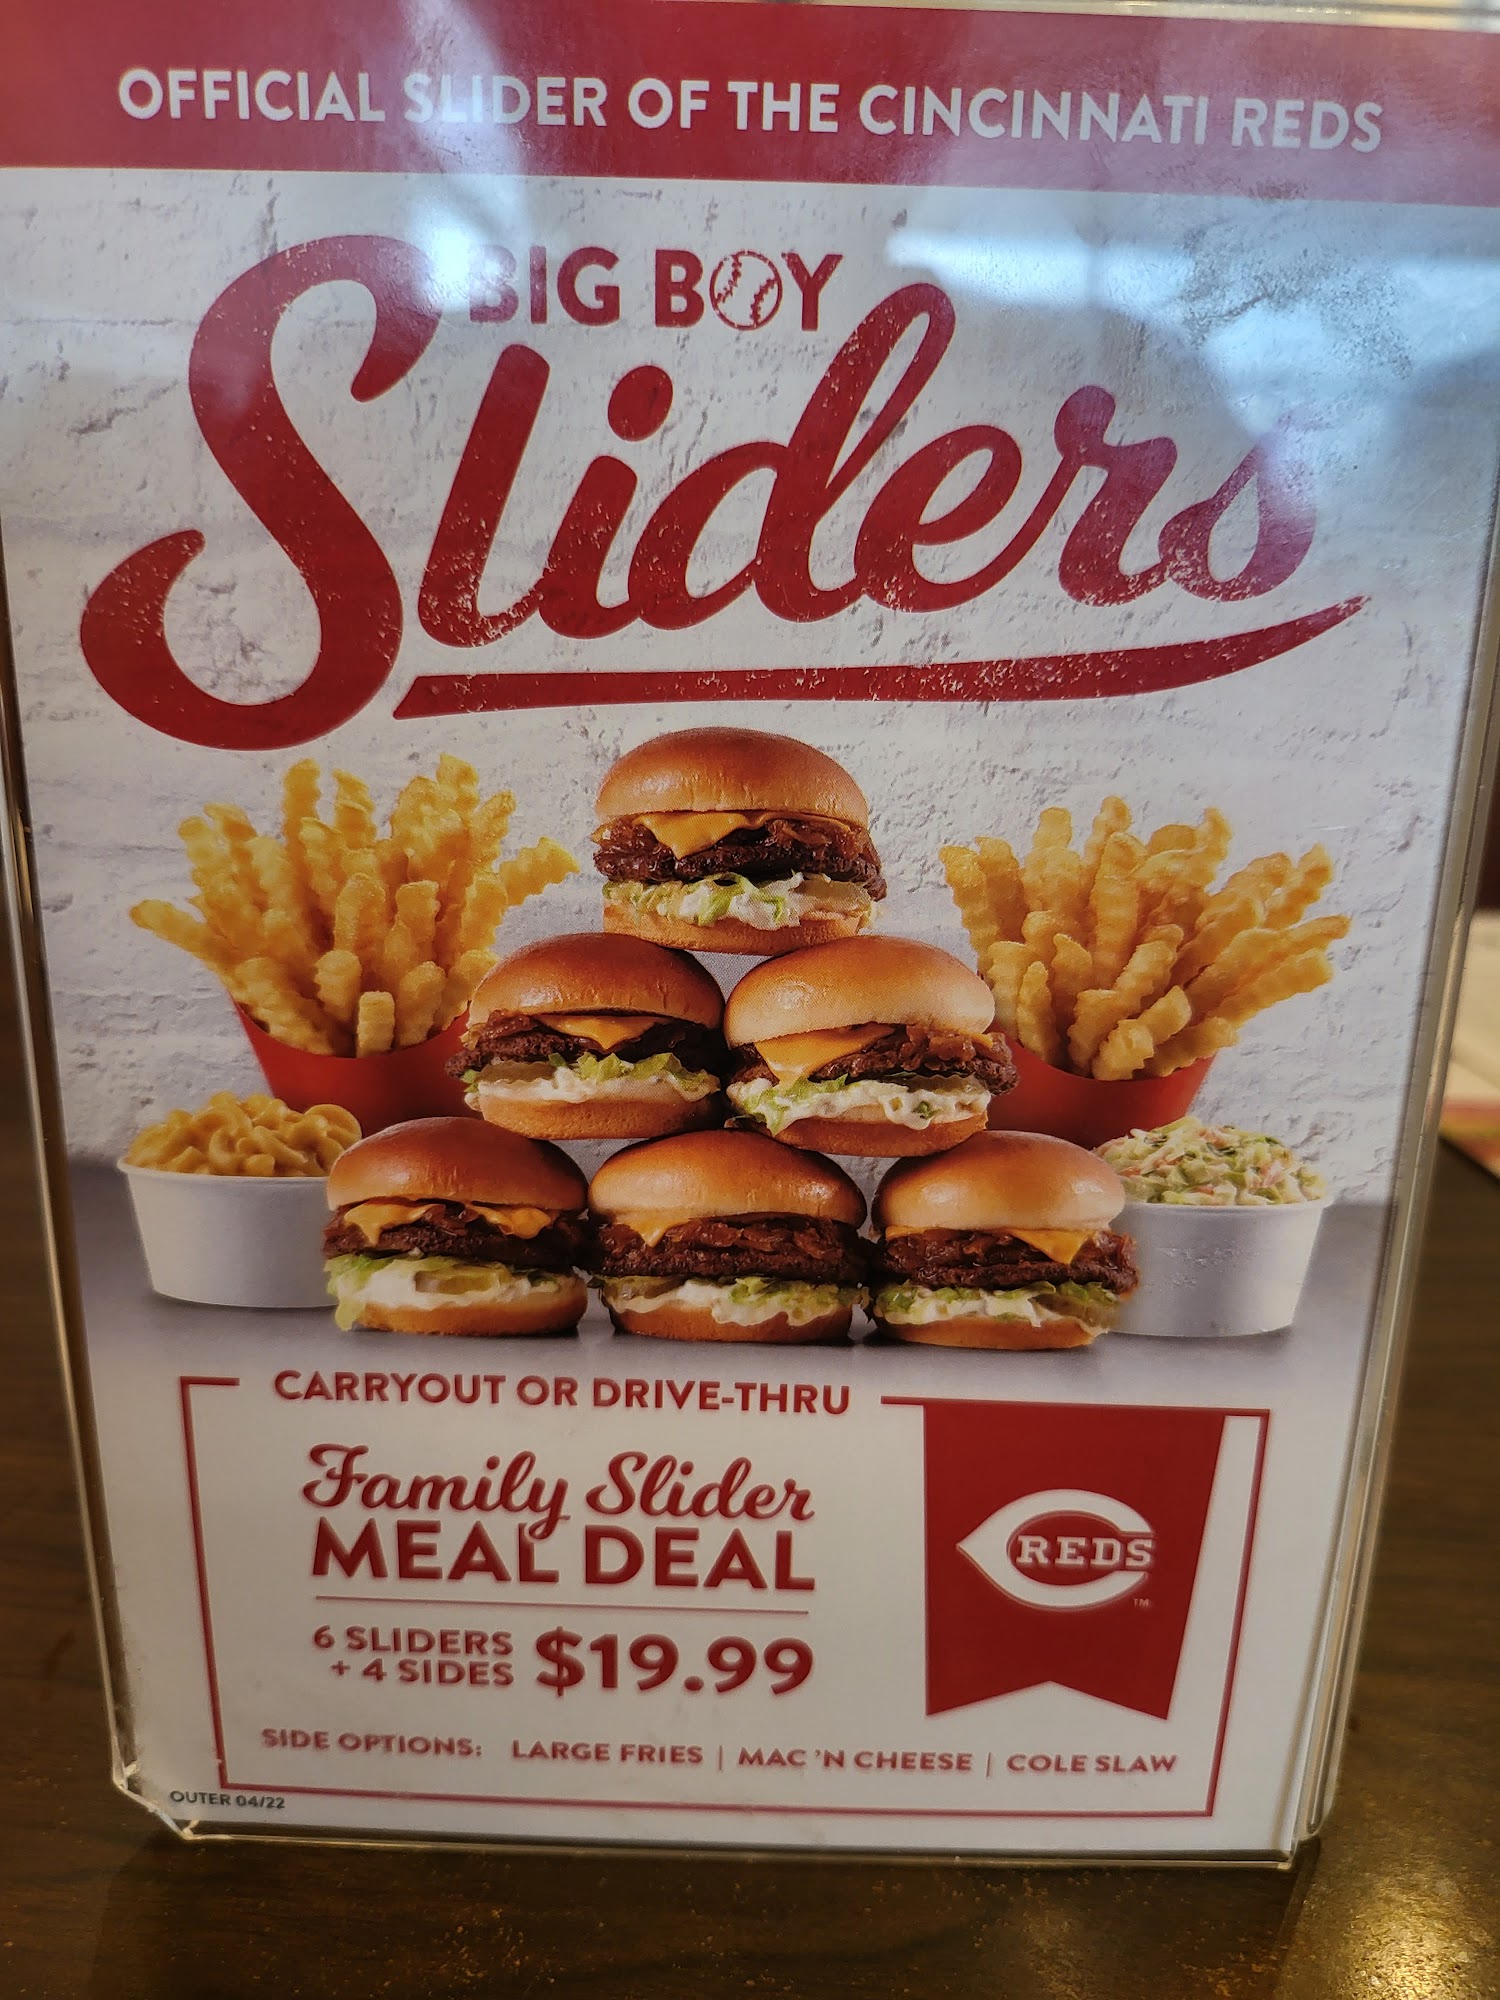 OFFICIAL SLIDER OF THE CINCINNATI REDS
BIG BOY
Sliders
CARRYOUT OR DRIVE-THRU
Family Slider
MEAL DEAL
6 SLIDERS
+ 4 SIDES
$19.99
REDS
TM
SIDE OPTIONS: LARGE FRIES | MAC 'N CHEESE | COLE SLAW
OUTER 04/22